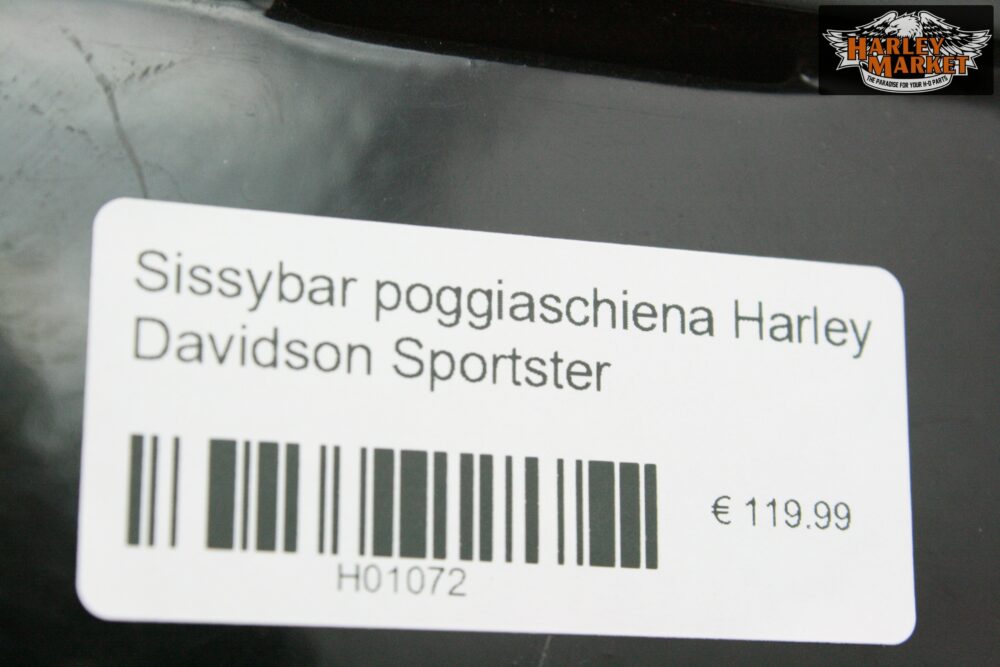 HARLEY
MARKET
THE PARADISE FOR YOUR H-D PARTS
Sissybar poggiaschiena Harley
Davidson Sportster
€ 119.99
H01072